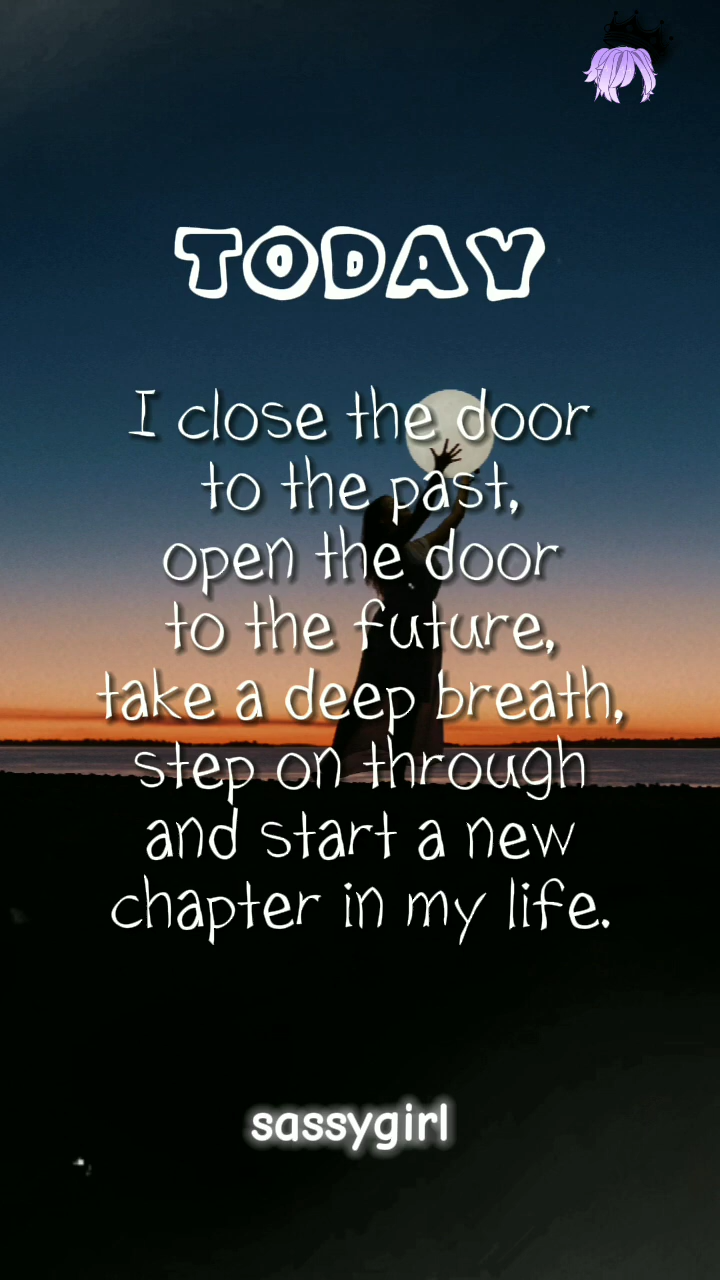 TODAY
I close the door
to the past,
open the door
to the future,
take a deep breath,
step on through
and start a new
chapter in my life.
sassygirl